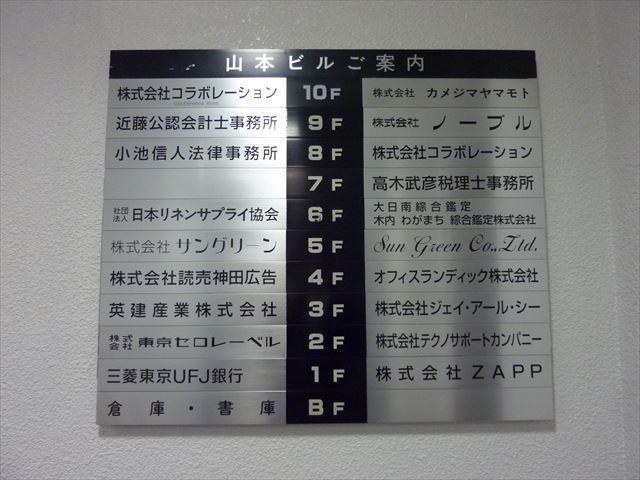 山本ビルご案内
株式会社コラボレーション 10F 株式会社 カメジマヤマモト
近藤公認会計士事務所 9F 株式会社 ノーブル
小池信人法律事務所 8F 株式会社コラボレーション
7F 高木武彦税理士事務所
社団法人 日本リネンサプライ協会 6F 大日南綜合鑑定
木内 わがまち 綜合鑑定株式会社
株式会社 サングリーン 5F Sun Green Co.,Ltd.
株式会社読売神田広告 4F オフィスランディック株式会社
英建産業株式会社 3F 株式会社ジェイ・アール・シー
株式会社 東京セロレーベル 2F 株式会社テクノサポートカンパニー
三菱東京UFJ銀行 1F 株式会社ZAPP
倉庫・書庫 BF